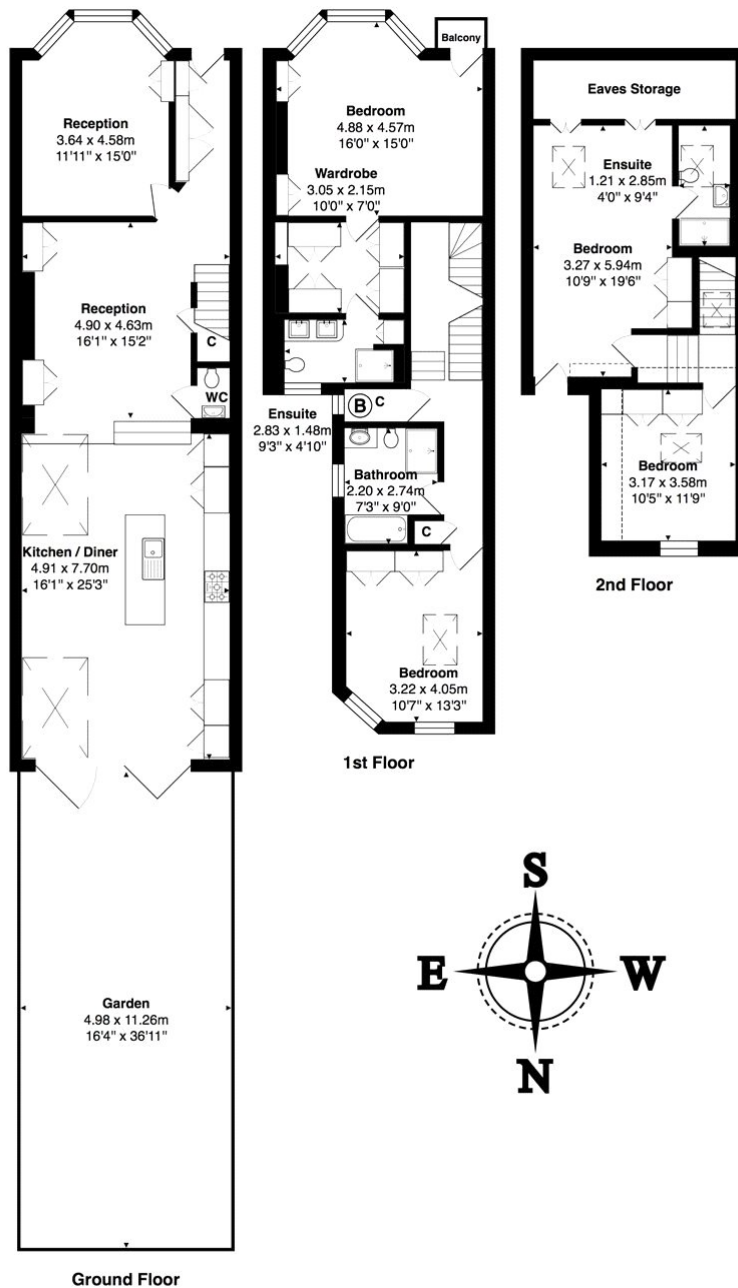 Reception
3.64 x 4.58m
11'11" x 15'0"
Reception
4.90 x 4.63m
16'1" x 15'2"
C
WC
Kitchen / Diner
4.91 x 7.70m
16'1" x 25'3"
Garden
4.98 x 11.26m
16'4" x 36'11"
Ground Floor
Balcony
Bedroom
4.88 x 4.57m
16'0" x 15'0"
Wardrobe
3.05 x 2.15m
10'0" x 7'0"
Ensuite
2.83 x 1.48m
9'3" x 4'10"
B
C
Bathroom
2.20 x 2.74m
7'3" x 9'0"
C
Bedroom
3.22 x 4.05m
10'7" x 13'3"
1st Floor
Eaves Storage
Ensuite
1.21 x 2.85m
4'0" x 9'4"
Bedroom
3.27 x 5.94m
10'9" x 19'6"
Bedroom
3.17 x 3.58m
10'5" x 11'9"
2nd Floor
S
E
W
N